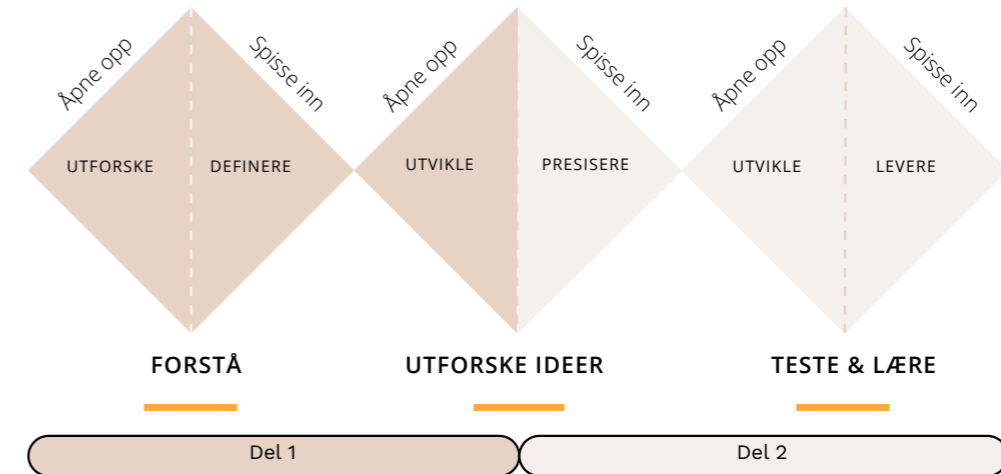 Åpne opp
Spisse inn
Åpne opp
Spisse inn
Åpne opp
Spisse inn
UTFORSKE
DEFINERE
UTVIKLE
PRESISERE
UTVIKLE
LEVERE
FORSTÅ
UTFORSKE IDEER
TESTE & LÆRE
Del 1
Del 2